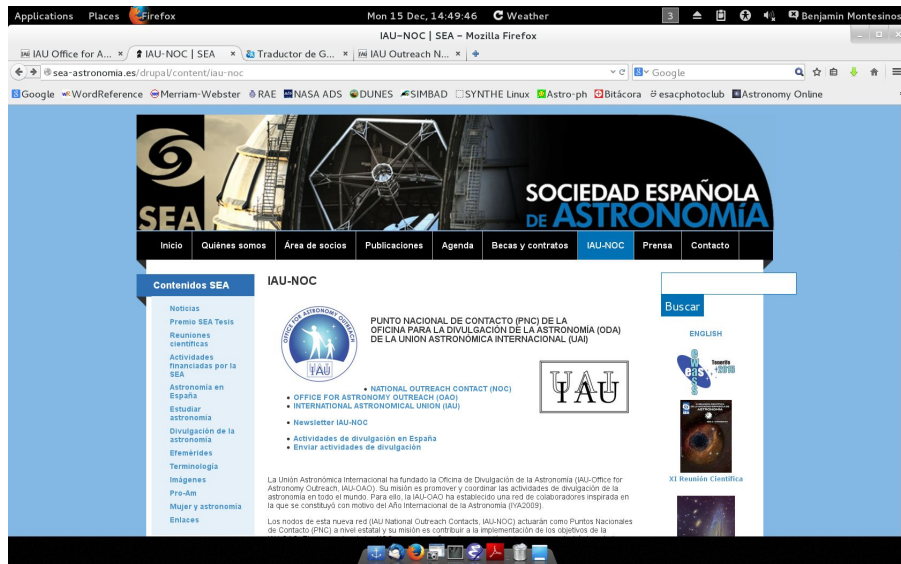 Applications Places Firefox Mon 15 Dec, 14:49:46 Weather 3 Benjamin Montesinos
IAU-NOC | SEA - Mozilla Firefox
IAU Office for A... × IAU-NOC | SEA × Traductor de G... × IAU Outreach N... ×
sea-astronomia.es/drupal/content/iau-noc Google
Google WordReference Merriam-Webster RAE NASA ADS DUNES SIMBAD SYNTHE Linux Astro-ph Bitácora esacphotoclub Astronomy Online
SEA
SOCIEDAD ESPAÑOLA
DE ASTRONOMÍA
Inicio Quiénes somos Área de socios Publicaciones Agenda Becas y contratos IAU-NOC Prensa Contacto
Contenidos SEA
Noticias
Premio SEA Tesis
Reuniones
científicas
Actividades
financiadas por la
SEA
Astronomía en
España
Estudiar
astronomía
Divulgación de la
astronomía
Efemérides
Terminología
Imágenes
Pro-Am
Mujer y astronomía
Enlaces
IAU-NOC
OFFICE FOR ASTRONOMY OUTREACH
IAU
PUNTO NACIONAL DE CONTACTO (PNC) DE LA
OFICINA PARA LA DIVULGACIÓN DE LA ASTRONOMÍA (ODA)
DE LA UNION ASTRONÓMICA INTERNACIONAL (UAI)
IAU
• NATIONAL OUTREACH CONTACT (NOC)
• OFFICE FOR ASTRONOMY OUTREACH (OAO)
• INTERNATIONAL ASTRONOMICAL UNION (IAU)
• Newsletter IAU-NOC
• Actividades de divulgación en España
• Enviar actividades de divulgación
La Unión Astronómica Internacional ha fundado la Oficina de Divulgación de la Astronomía (IAU-Office for
Astronomy Outreach, IAU-OAO). Su misión es promover y coordinar las actividades de divulgación de la
astronomía en todo el mundo. Para ello, la IAU-OAO ha establecido una red de colaboradores inspirada en
la que se constituyó con motivo del Año Internacional de la Astronomía (IYA2009).
Los nodos de esta nueva red (IAU National Outreach Contacts, IAU-NOC) actuarán como Puntos Nacionales
de Contacto (PNC) a nivel estatal y su misión es contribuir a la implementación de los objetivos de la
Buscar
ENGLISH
Tenerife
eas 2015
ASTRONOMÍA
XI Reunión Científica